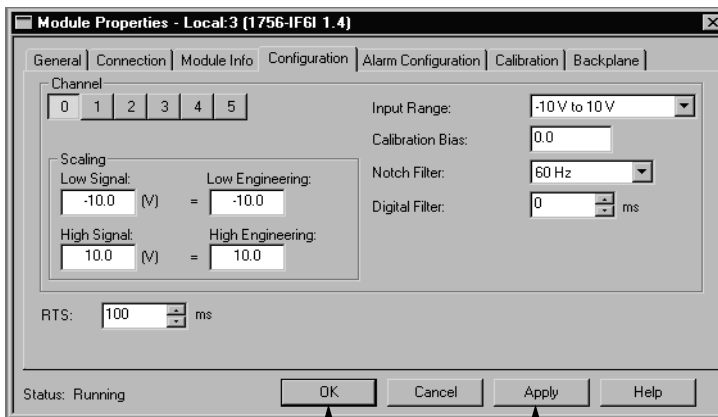 Module Properties - Local:3 (1756-IF6I 1.4)
General Connection Module Info Configuration Alarm Configuration Calibration Backplane
Channel
0 1 2 3 4 5
Input Range: -10 V to 10 V
Calibration Bias: 0.0
Notch Filter: 60 Hz
Digital Filter: 0 ms
Scaling
Low Signal: Low Engineering:
-10.0 (V) = -10.0
High Signal: High Engineering:
10.0 (V) = 10.0
RTS: 100 ms
Status: Running OK Cancel Apply Help